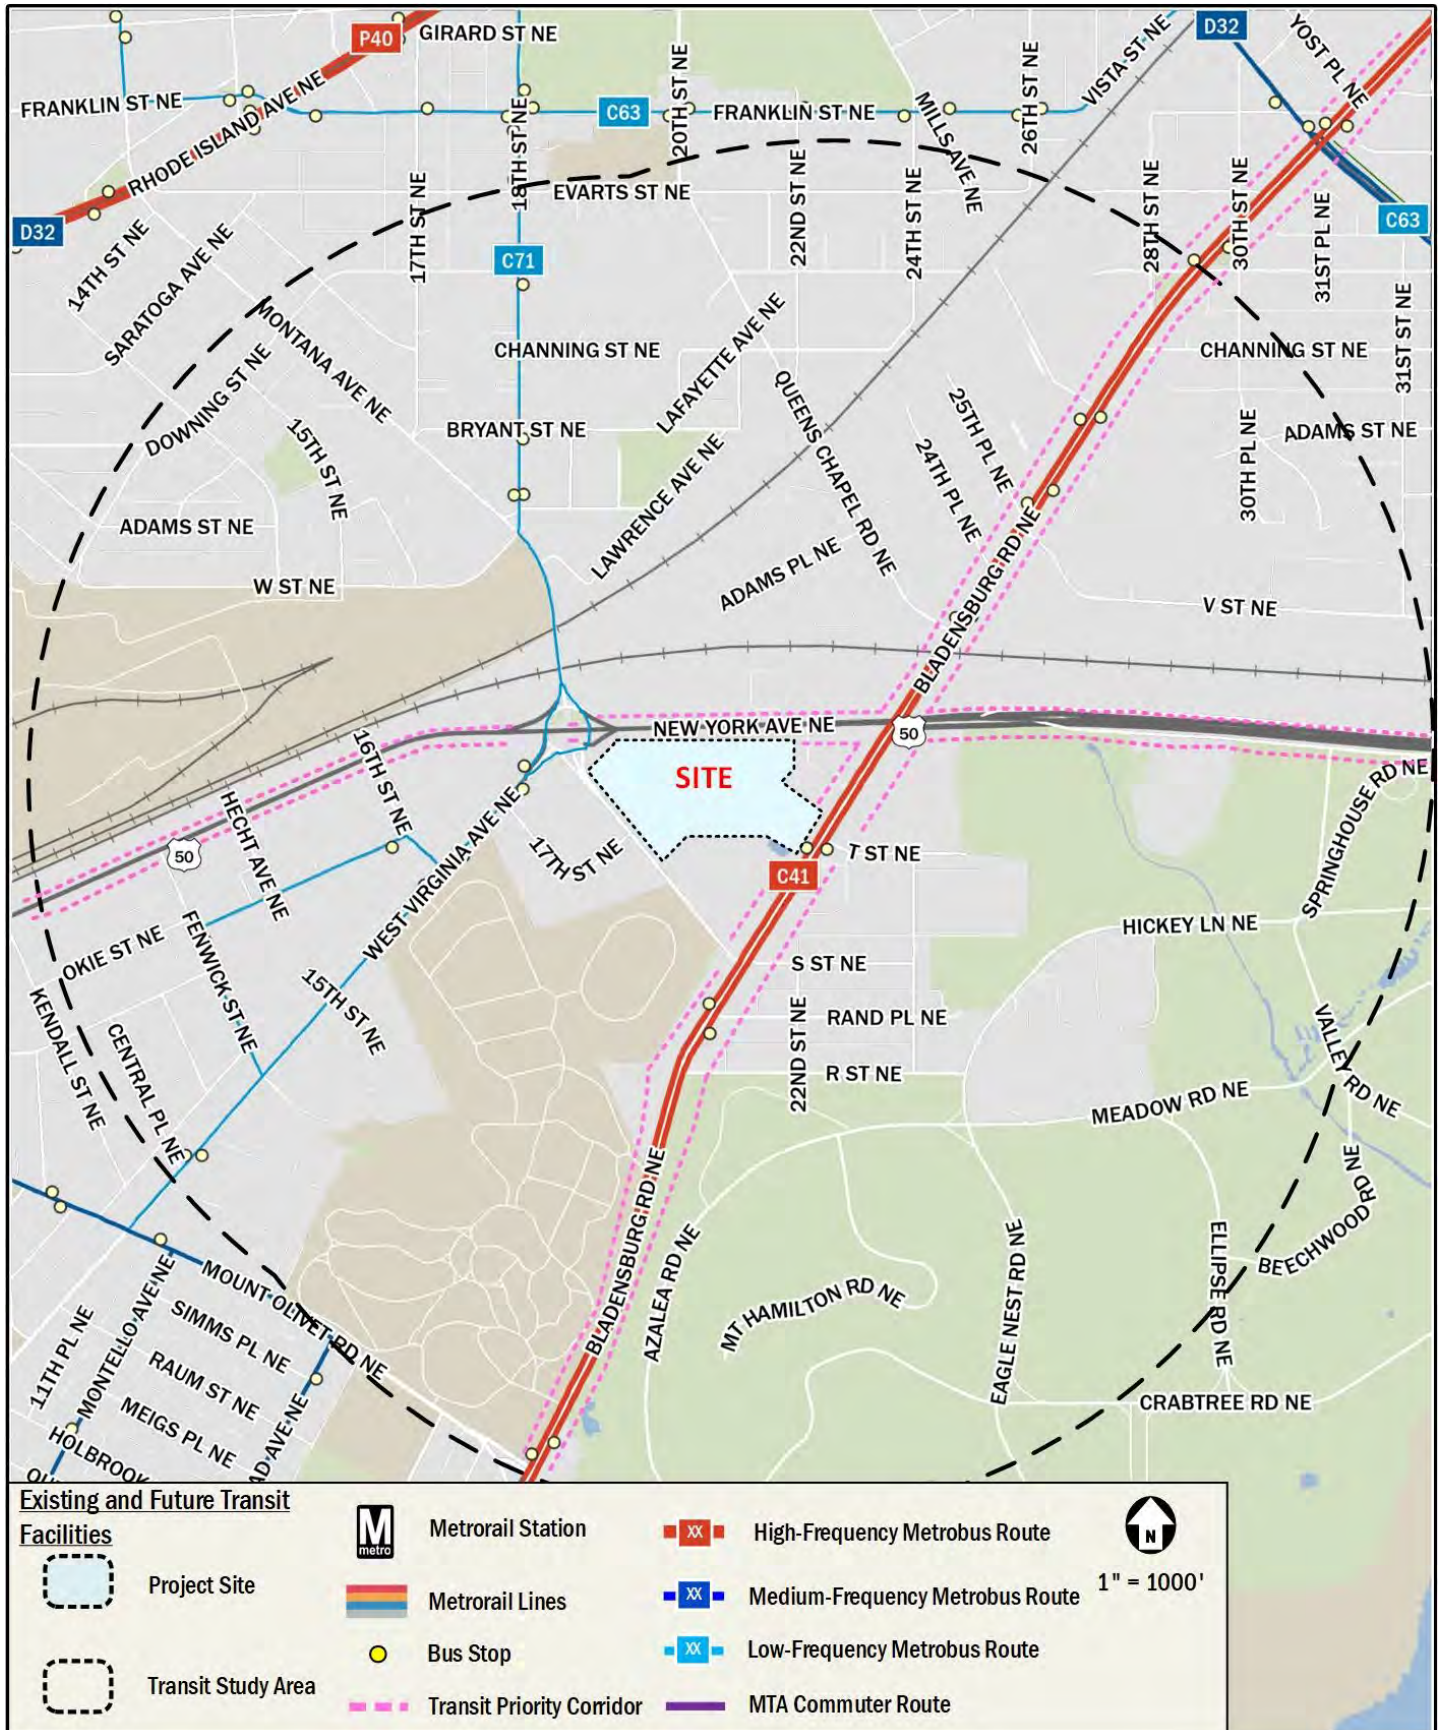 P40
GIRARD ST NE
D32
YOST PL NE
FRANKLIN ST NE
RHODE ISLAND AVE NE
18TH ST NE
C63
20TH ST NE
FRANKLIN ST NE
MILLS AVE NE
26TH ST NE
VISTA ST NE
D32
14TH ST NE
SARATOGA AVE NE
17TH ST NE
EVARTS ST NE
22ND ST NE
24TH ST NE
28TH ST NE
30TH ST NE
31ST PL NE
C63
C71
MONTANA AVE NE
DOWNING ST NE
CHANNING ST NE
LAFAYETTE AVE NE
CHANNING ST NE
31ST ST NE
15TH ST NE
BRYANT ST NE
LAWRENCE AVE NE
QUEENS CHAPEL RD NE
25TH PL NE
24TH PL NE
30TH PL NE
ADAMS ST NE
ADAMS ST NE
W ST NE
ADAMS PL NE
BLADENSBURG RD NE
V ST NE
NEW YORK AVE NE
50
SITE
16TH ST NE
HECHT AVE NE
50
WEST VIRGINIA AVE NE
17TH ST NE
C41
T ST NE
SPRINGHOUSE RD NE
OKIE ST NE
FENWICK ST NE
15TH ST NE
S ST NE
HICKEY LN NE
KENDALL ST NE
CENTRAL PL NE
22ND ST NE
RAND PL NE
R ST NE
VALLEY RD NE
MEADOW RD NE
BLADENSBURG RD NE
AZALEA RD NE
MT HAMILTON RD NE
EAGLE NEST RD NE
ELLIPSE RD NE
BEECHWOOD RD NE
MOUNT OLIVET RD NE
11TH PL NE
MONTELLO AVE NE
SIMMS PL NE
RAUM ST NE
MEIGS PL NE
HOLBROOK
AD AVE NE
CRABTREE RD NE
Existing and Future Transit
Facilities
Project Site
Transit Study Area
M
metro
Metrorail Station
Metrorail Lines
Bus Stop
Transit Priority Corridor
XX
High-Frequency Metrobus Route
XX
Medium-Frequency Metrobus Route
XX
Low-Frequency Metrobus Route
MTA Commuter Route
N
1" = 1000'